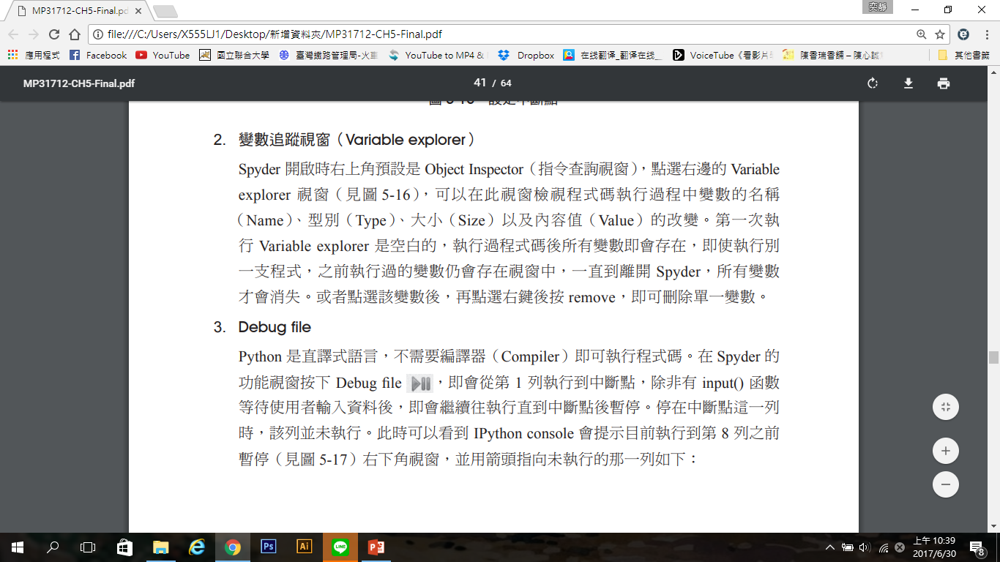 MP31712-CH5-Final.pd
奕靜
file:///C:/Users/X555LJ1/Desktop/新增資料夾/MP31712-CH5-Final.pdf
應用程式 Facebook YouTube 國立聯合大學 臺灣鐵路管理局-火車 YouTube to MP4 & Dropbox 在线翻译_翻译在线_ VoiceTube《看影片 陳香瑞香舖 – 陳心誠 其他書籤
MP31712-CH5-Final.pdf 41 / 64
2. 變數追蹤視窗（Variable explorer）
Spyder 開啟時右上角預設是 Object Inspector（指令查詢視窗），點選右邊的 Variable
explorer 視窗（見圖 5-16），可以在此視窗檢視程式碼執行過程中變數的名稱
（Name）、型別（Type）、大小（Size）以及內容值（Value）的改變。第一次執
行 Variable explorer 是空白的，執行過程式碼後所有變數即會存在，即使執行別
一支程式，之前執行過的變數仍會存在視窗中，一直到離開 Spyder，所有變數
才會消失。或者點選該變數後，再點選右鍵後按 remove，即可刪除單一變數。
3. Debug file
Python 是直譯式語言，不需要編譯器（Compiler）即可執行程式碼。在 Spyder 的
功能視窗按下 Debug file ，即會從第 1 列執行到中斷點，除非有 input() 函數
等待使用者輸入資料後，即會繼續往執行直到中斷點後暫停。停在中斷點這一列
時，該列並未執行。此時可以看到 IPython console 會提示目前執行到第 8 列之前
暫停（見圖 5-17）右下角視窗，並用箭頭指向未執行的那一列如下：
Ps Ai LINE
上午 10:39
2017/6/30
8